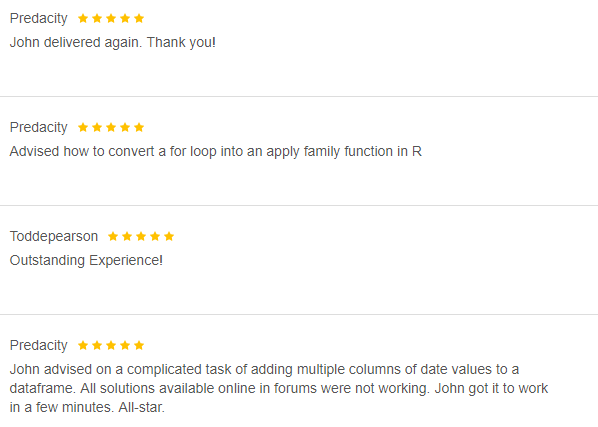 Predacity
John delivered again. Thank you!
Predacity
Advised how to convert a for loop into an apply family function in R
Toddepearson
Outstanding Experience!
Predacity
John advised on a complicated task of adding multiple columns of date values to a
dataframe. All solutions available online in forums were not working. John got it to work
in a few minutes. All-star.